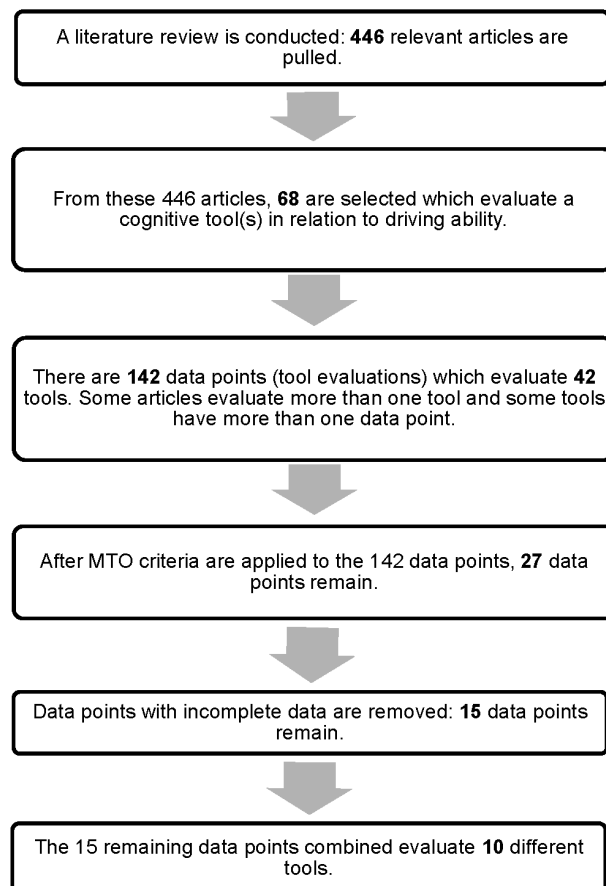 A literature review is conducted: 446 relevant articles are
pulled.
From these 446 articles, 68 are selected which evaluate a
cognitive tool(s) in relation to driving ability.
There are 142 data points (tool evaluations) which evaluate 42
tools. Some articles evaluate more than one tool and some tools
have more than one data point.
After MTO criteria are applied to the 142 data points, 27 data
points remain.
Data points with incomplete data are removed: 15 data points
remain.
The 15 remaining data points combined evaluate 10 different
tools.